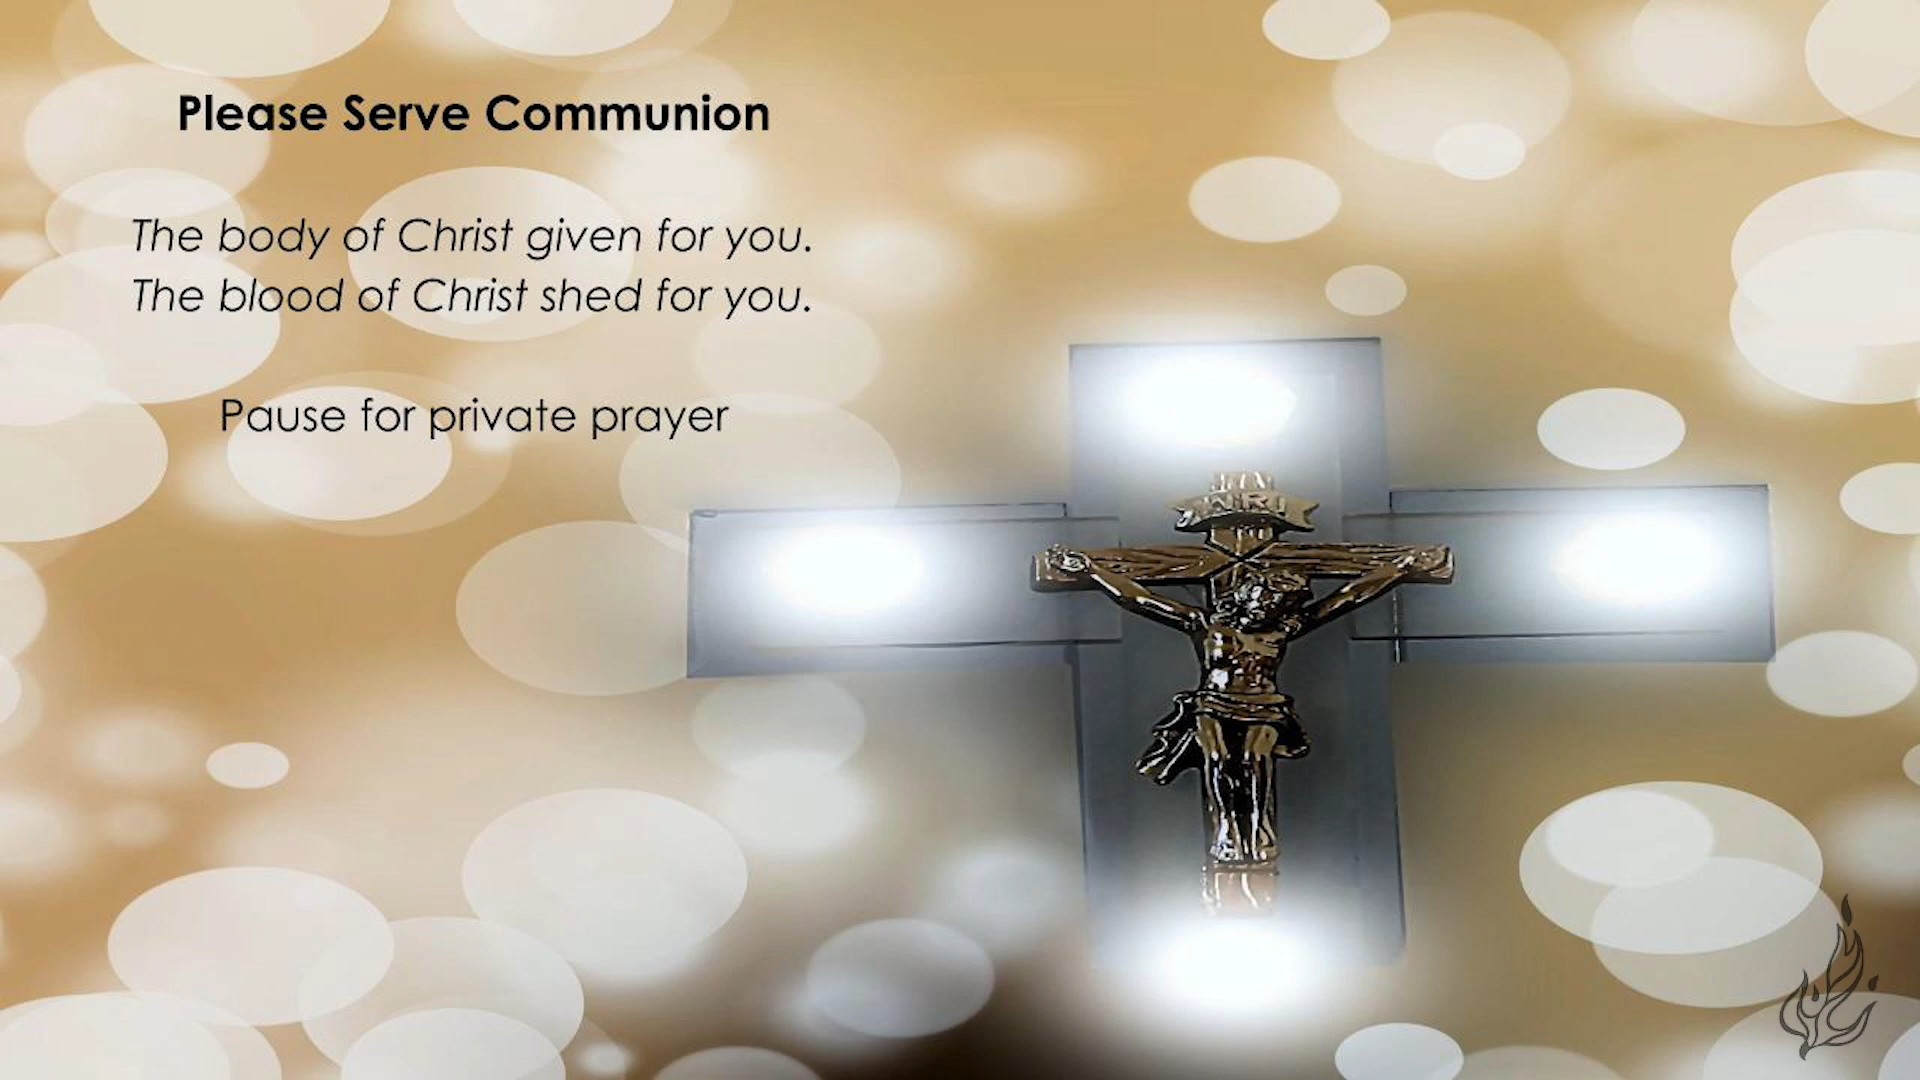 Please Serve Communion
The body of Christ given for you.
The blood of Christ shed for you.
Pause for private prayer
INRI